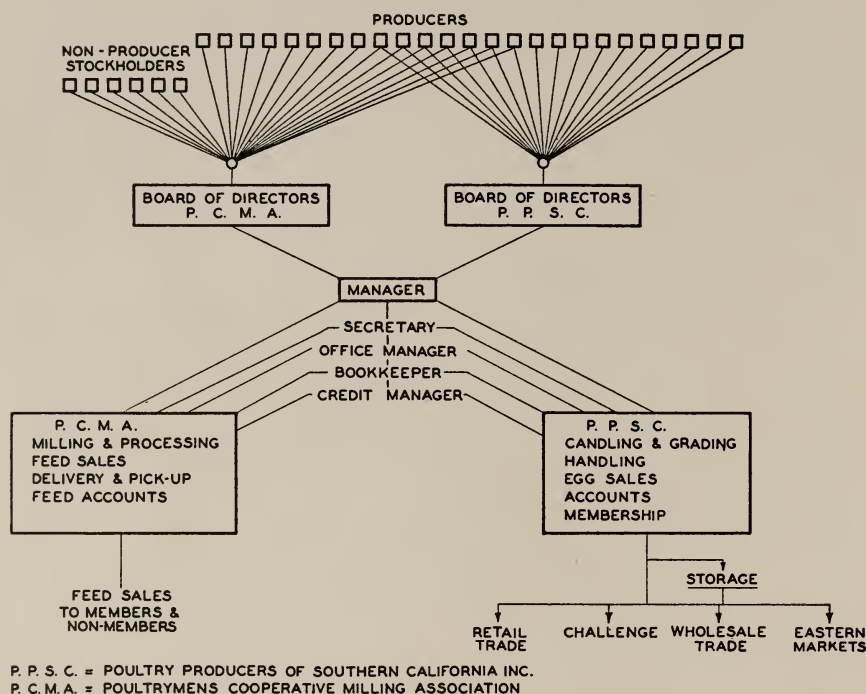 PRODUCERS
NON - PRODUCER
STOCKHOLDERS
BOARD OF DIRECTORS
P. C. M. A.
BOARD OF DIRECTORS
P. P. S. C.
MANAGER
SECRETARY
OFFICE MANAGER
BOOKKEEPER
CREDIT MANAGER
P. C. M. A.
MILLING & PROCESSING
FEED SALES
DELIVERY & PICK-UP
FEED ACCOUNTS
P. P. S. C.
CANDLING & GRADING
HANDLING
EGG SALES
ACCOUNTS
MEMBERSHIP
FEED SALES
TO MEMBERS &
NON-MEMBERS
STORAGE
RETAIL
TRADE
CHALLENGE
WHOLESALE
TRADE
EASTERN
MARKETS
P. P. S. C. = POULTRY PRODUCERS OF SOUTHERN CALIFORNIA INC.
P. C. M. A. = POULTRYMENS COOPERATIVE MILLING ASSOCIATION